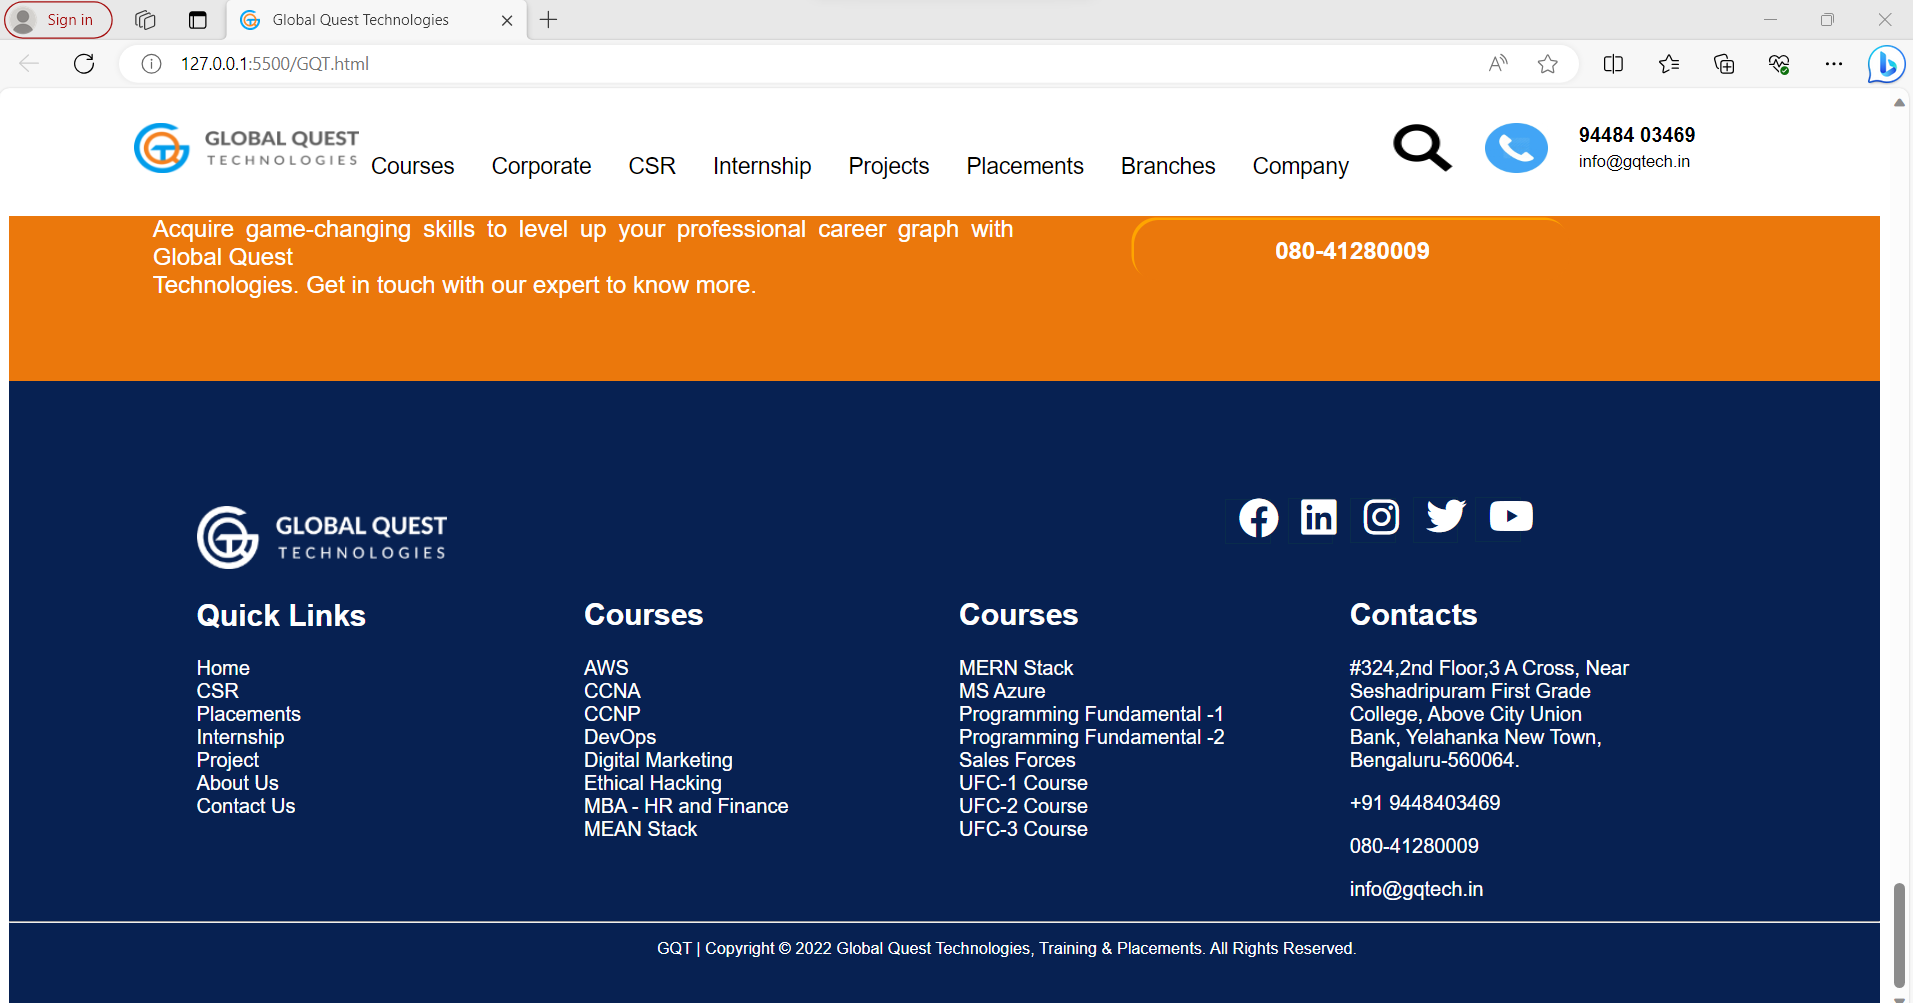 Sign in
Global Quest Technologies
127.0.0.1:5500/GQT.html
GLOBAL QUEST
TECHNOLOGIES
Courses Corporate CSR Internship Projects Placements Branches Company
94484 03469
info@gqtech.in
Acquire game-changing skills to level up your professional career graph with
Global Quest
Technologies. Get in touch with our expert to know more.
080-41280009
GLOBAL QUEST
TECHNOLOGIES
Quick Links
Home
CSR
Placements
Internship
Project
About Us
Contact Us
Courses
AWS
CCNA
CCNP
DevOps
Digital Marketing
Ethical Hacking
MBA - HR and Finance
MEAN Stack
Courses
MERN Stack
MS Azure
Programming Fundamental -1
Programming Fundamental -2
Sales Forces
UFC-1 Course
UFC-2 Course
UFC-3 Course
Contacts
#324,2nd Floor,3 A Cross, Near
Seshadripuram First Grade
College, Above City Union
Bank, Yelahanka New Town,
Bengaluru-560064.
+91 9448403469
080-41280009
info@gqtech.in
GQT | Copyright © 2022 Global Quest Technologies, Training & Placements. All Rights Reserved.